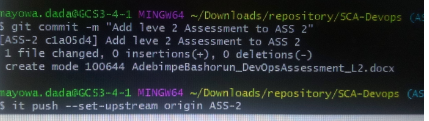 mayowa.dada@GCS3-4-1 MINGW64 ~/Downloads/repository/SCA-Devops (AS
$ git commit -m "Add leve 2 Assessment to ASS 2"
[ASS-2 c1a05d4] Add leve 2 Assessment to ASS 2
1 file changed, 0 insertions(+), 0 deletions(-)
create mode 100644 AdebimpeBashorun_DevOpsAssessment_L2.docx
mayowa.dada@GCS3-4-1 MINGW64 ~/Downloads/repository/SCA-Devops (AS
$ it push --set-upstream origin ASS-2